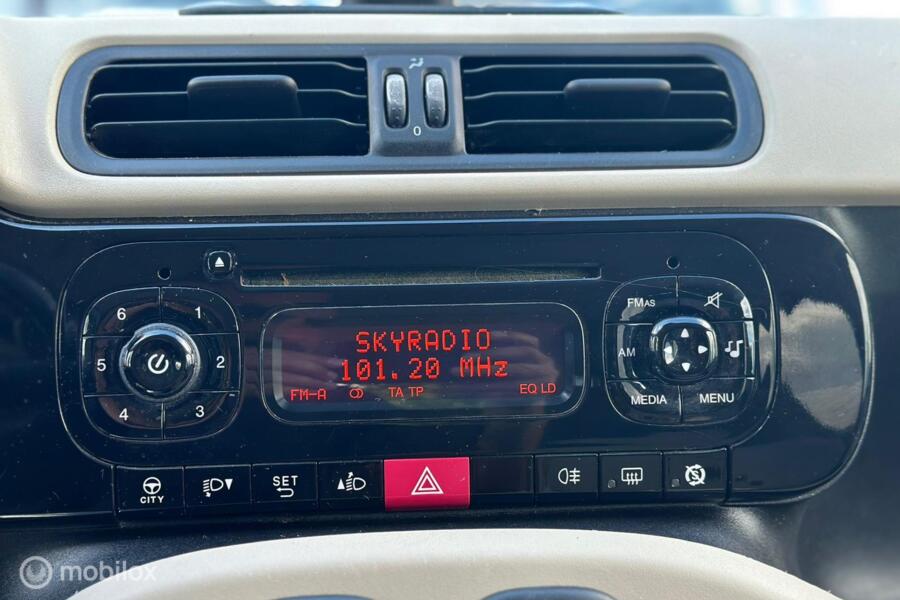 0
6 1
5 2
4 3
SKYRADIO
101.20 MHz
FM-A TA TP EQ LD
FMAS
AM
MEDIA MENU
CITY
SET
mobilox